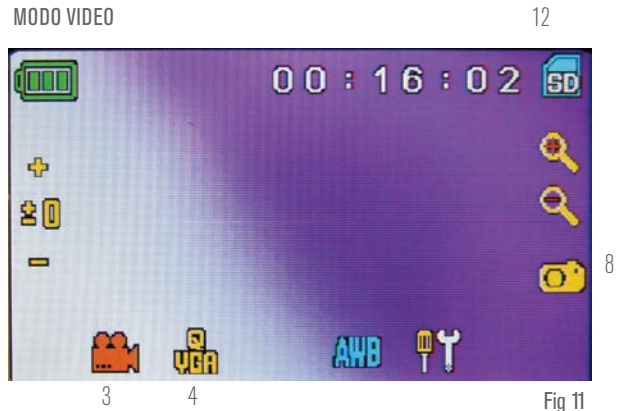 MODO VIDEO 12
00:16:02 SD
±0
8
Q
VGA AWB
3 4
Fig 11